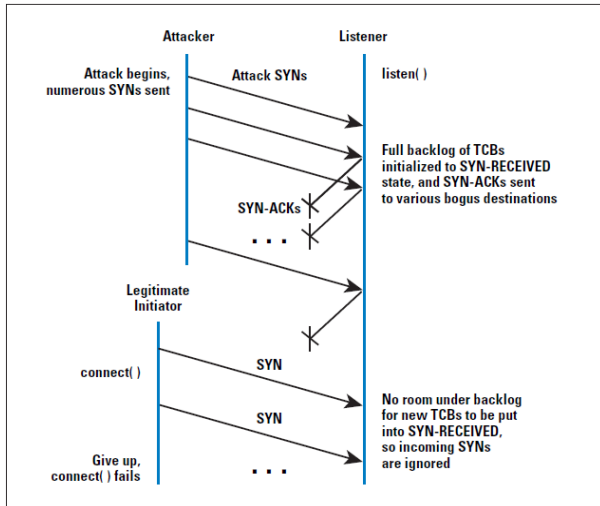 Attacker
Listener
Attack begins,
numerous SYNs sent
Attack SYNs
listen( )
Full backlog of TCBs
initialized to SYN-RECEIVED
state, and SYN-ACKs sent
to various bogus destinations
SYN-ACKs
. . .
Legitimate
Initiator
connect( )
SYN
SYN
No room under backlog
for new TCBs to be put
into SYN-RECEIVED,
so incoming SYNs
are ignored
Give up,
connect( ) fails
. . .